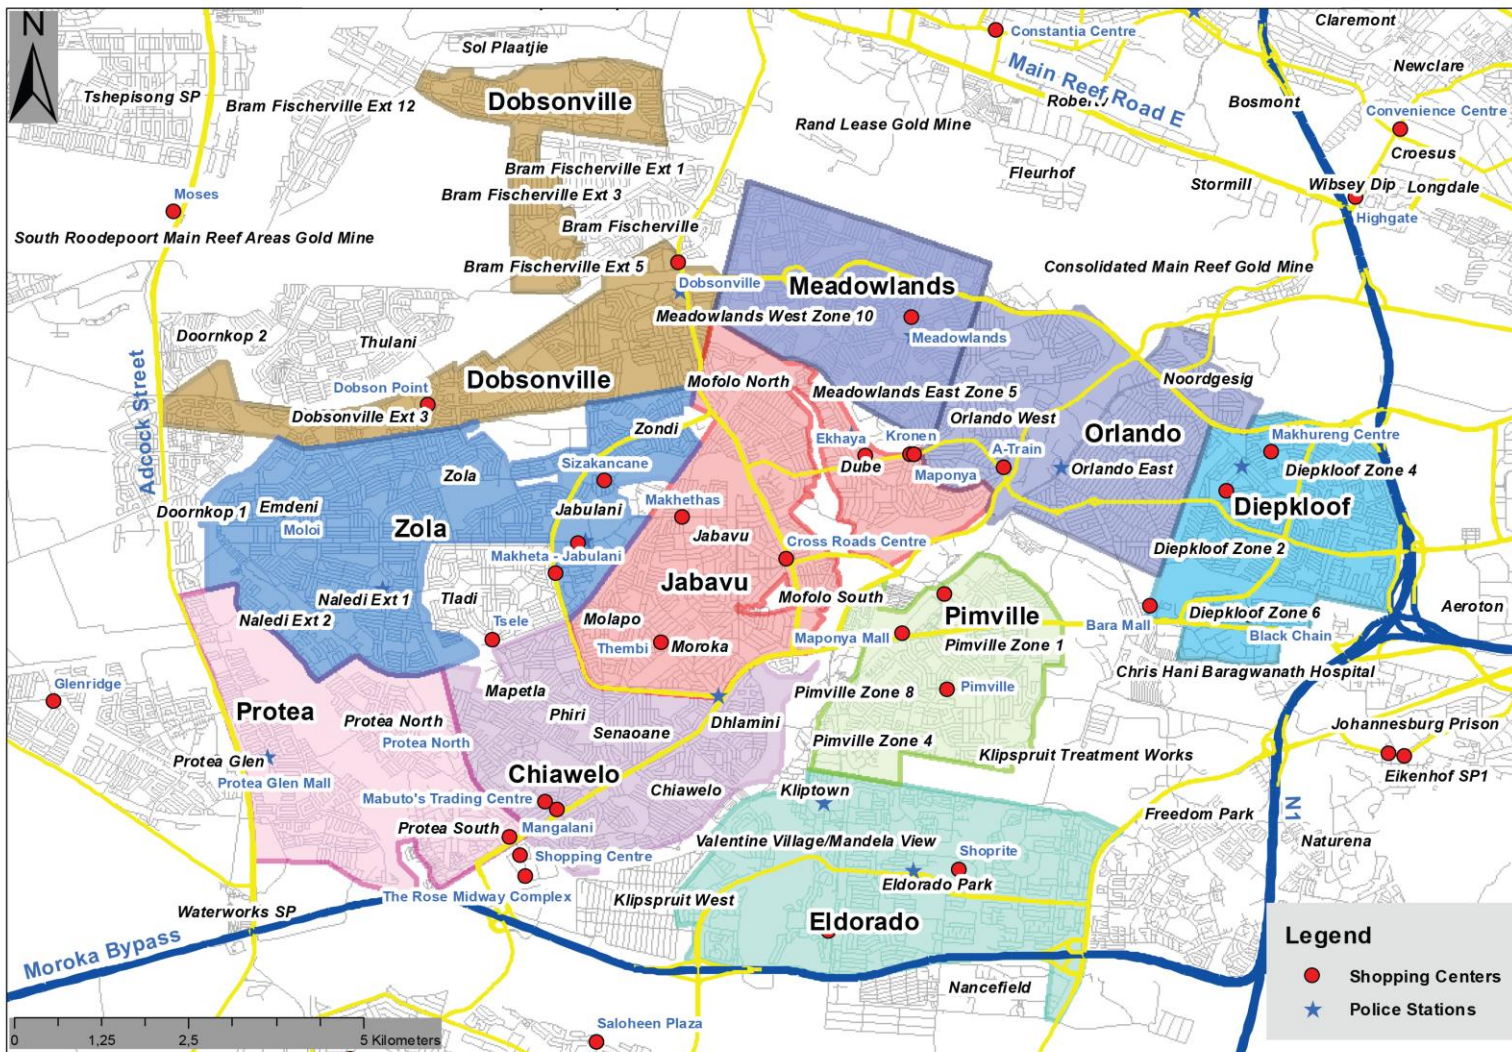 N
Sol Plaatjie
Constantia Centre
Claremont
Tshepisong SP
Bram Fischerville Ext 12
Dobsonville
Main Reef Road E
Newclare
Bosmont
Convenience Centre
Rand Lease Gold Mine
Croesus
Bram Fischerville Ext 1
Fleurhof
Stormill
Wibsey Dip
Longdale
Moses
Bram Fischerville Ext 3
Highgate
Bram Fischerville
South Roodepoort Main Reef Areas Gold Mine
Bram Fischerville Ext 5
Consolidated Main Reef Gold Mine
Dobsonville
Meadowlands
Meadowlands West Zone 10
Doornkop 2
Thulani
Meadowlands
Adcock Street
Dobson Point
Dobsonville
Mofolo North
Meadowlands East Zone 5
Noordgesig
Dobsonville Ext 3
Orlando West
Zondi
Ekhaya
Kronen
Orlando
Makhureng Centre
A-Train
Sizakancane
Dube
Maponya
Orlando East
Diepkloof Zone 4
Zola
Makhethas
Doornkop 1
Emdeni
Jabulani
Diepkloof
Moloi
Zola
Jabavu
Cross Roads Centre
Diepkloof Zone 2
Makheta - Jabulani
Jabavu
Naledi Ext 1
Tladi
Mofolo South
Naledi Ext 2
Molapo
Pimville
Diepkloof Zone 6
Aeroton
Tsele
Thembi
Moroka
Maponya Mall
Bara Mall
Black Chain
Pimville Zone 1
Chris Hani Baragwanath Hospital
Glenridge
Mapetla
Pimville Zone 8
Pimville
Protea
Protea North
Phiri
Dhlamini
Johannesburg Prison
Protea North
Senaoane
Pimville Zone 4
Klipspruit Treatment Works
Protea Glen
Chiawelo
Eikenhof SP1
Protea Glen Mall
Chiawelo
Kliptown
Mabuto's Trading Centre
N1
Freedom Park
Protea South
Mangalani
Valentine Village/Mandela View
Naturena
Shopping Centre
Shoprite
Eldorado Park
The Rose Midway Complex
Klipspruit West
Waterworks SP
Eldorado
Moroka Bypass
Nancefield
Saloheen Plaza
Legend
Shopping Centers
Police Stations
0 1,25 2,5 5 Kilometers